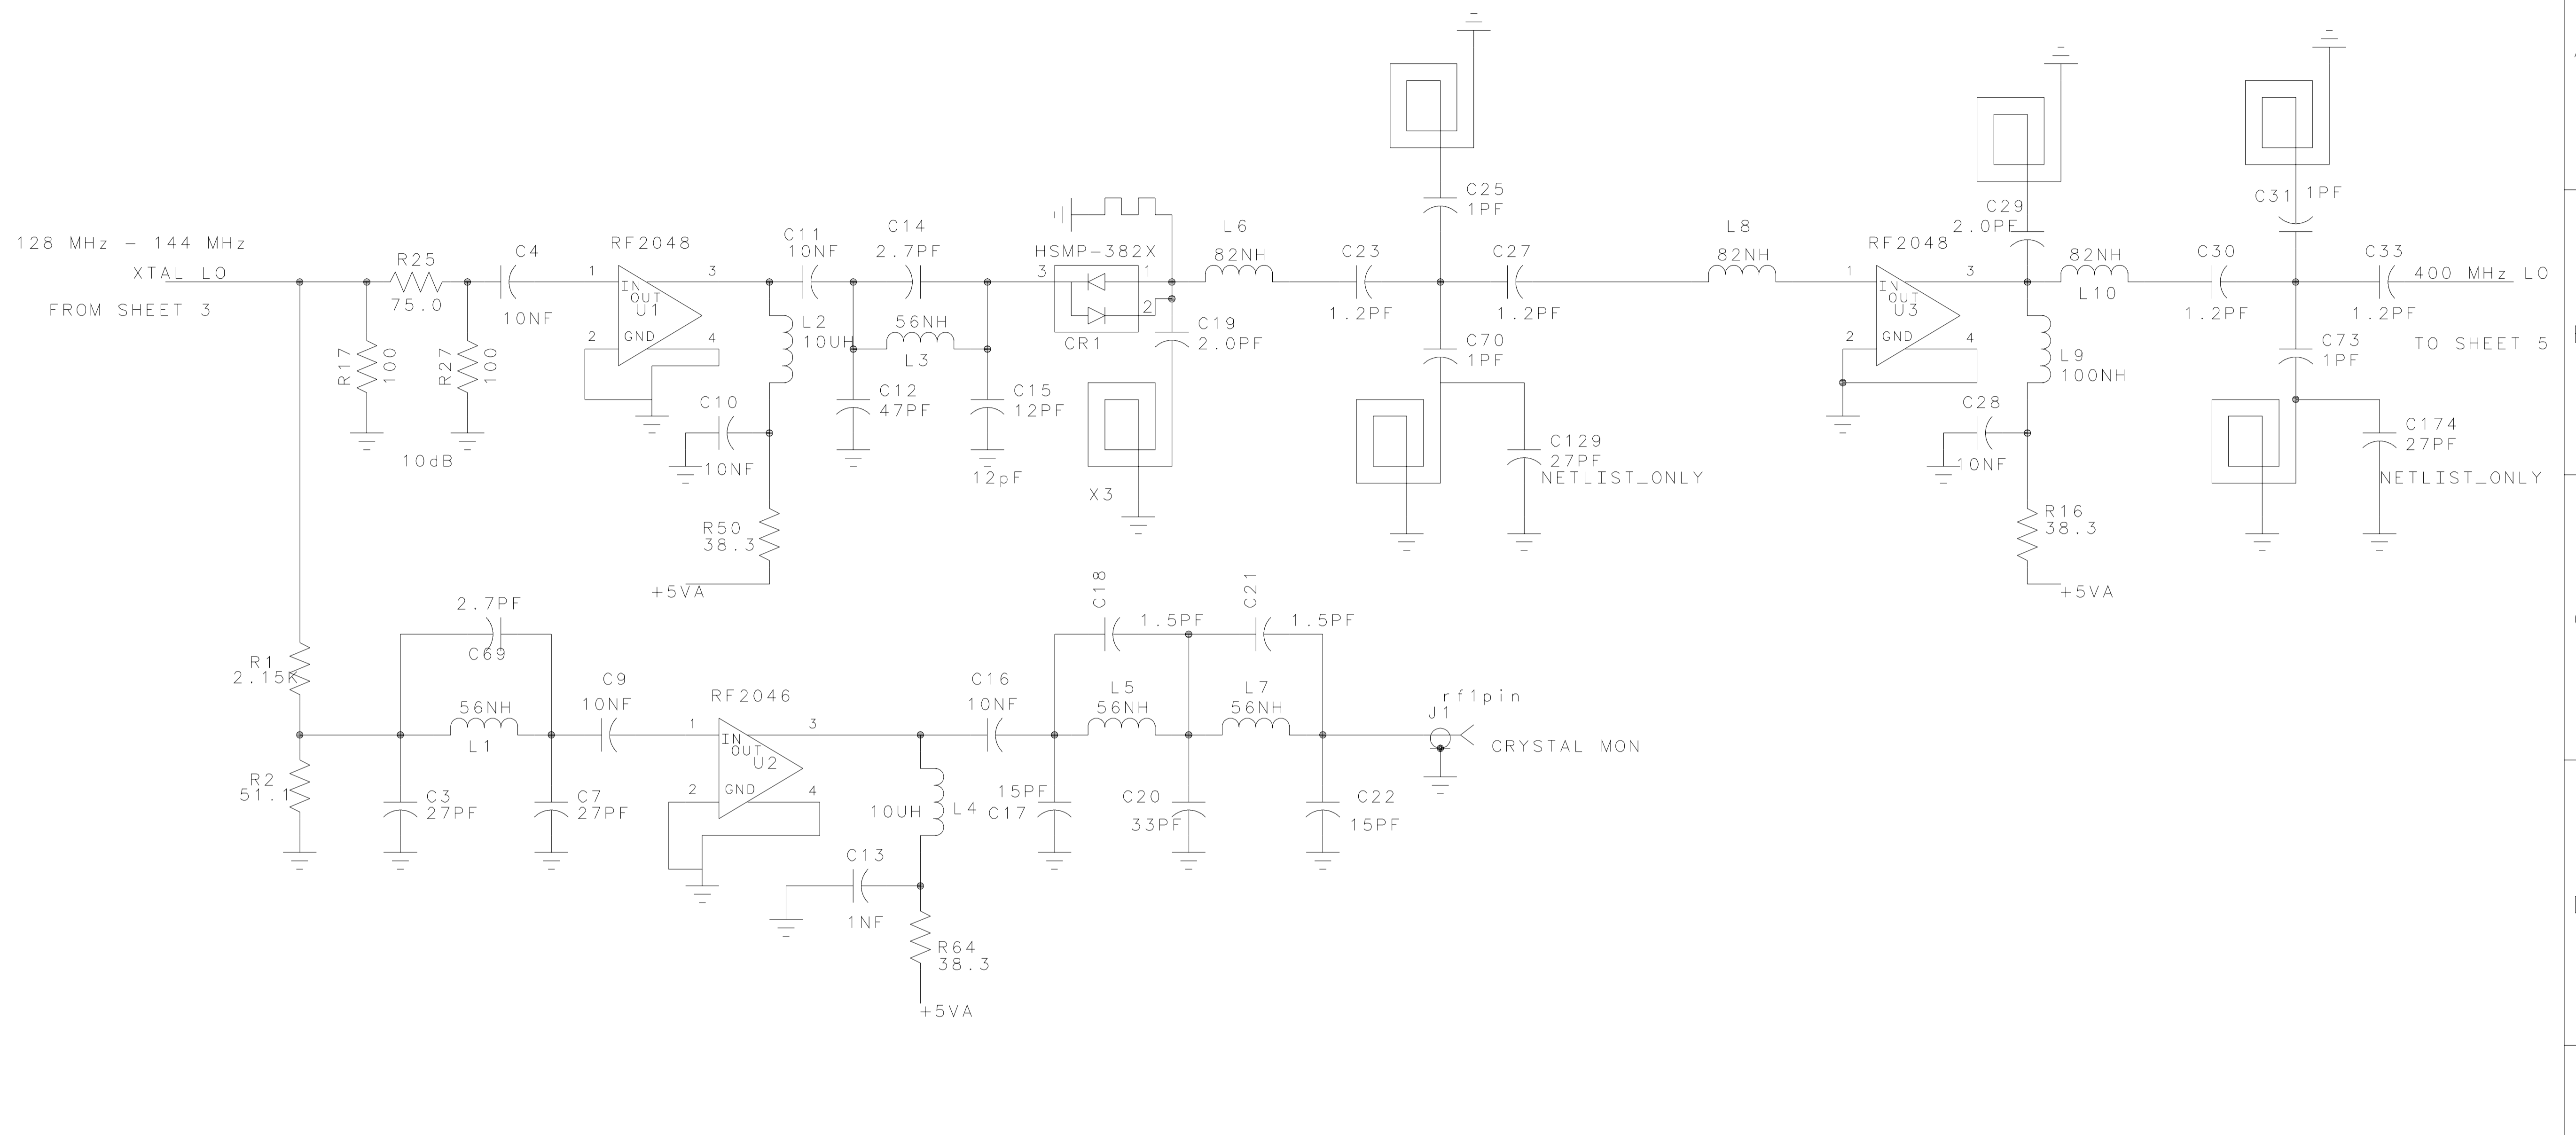 128 MHz - 144 MHz
XTAL LO
FROM SHEET 3
R25
75.0
R17
100
R27
100
10dB
C4
10NF
RF2048
1
IN
OUT
U1
3
2
GND
4
C11
10NF
L2
10UH
C10
10NF
R50
38.3
+5VA
C14
2.7PF
56NH
L3
C12
47PF
C15
12PF
12pF
HSMP-382X
3
1
2
CR1
C19
2.0PF
X3
L6
82NH
C23
1.2PF
C25
1PF
C27
1.2PF
C70
1PF
C129
27PF
NETLIST_ONLY
L8
82NH
RF2048
1
IN
OUT
U3
3
2
GND
4
C29
2.0PF
82NH
L10
L9
100NH
C28
10NF
R16
38.3
+5VA
C30
1.2PF
C31
1PF
C33
1.2PF
400 MHz LO
TO SHEET 5
C73
1PF
C174
27PF
NETLIST_ONLY
R1
2.15K
R2
51.1
2.7PF
C69
56NH
L1
C3
27PF
C7
27PF
C9
10NF
RF2046
1
IN
OUT
U2
3
2
GND
4
10UH
L4
C13
1NF
R64
38.3
+5VA
C16
10NF
C18
1.5PF
C21
1.5PF
L5
56NH
L7
56NH
15PF
C17
C20
33PF
C22
15PF
rf1pin
J1
CRYSTAL MON